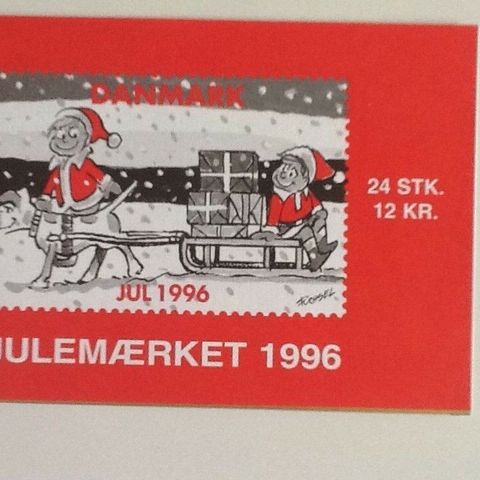 DANMARK
24 STK.
12 KR.
JUL 1996
JULEMÆRKET 1996